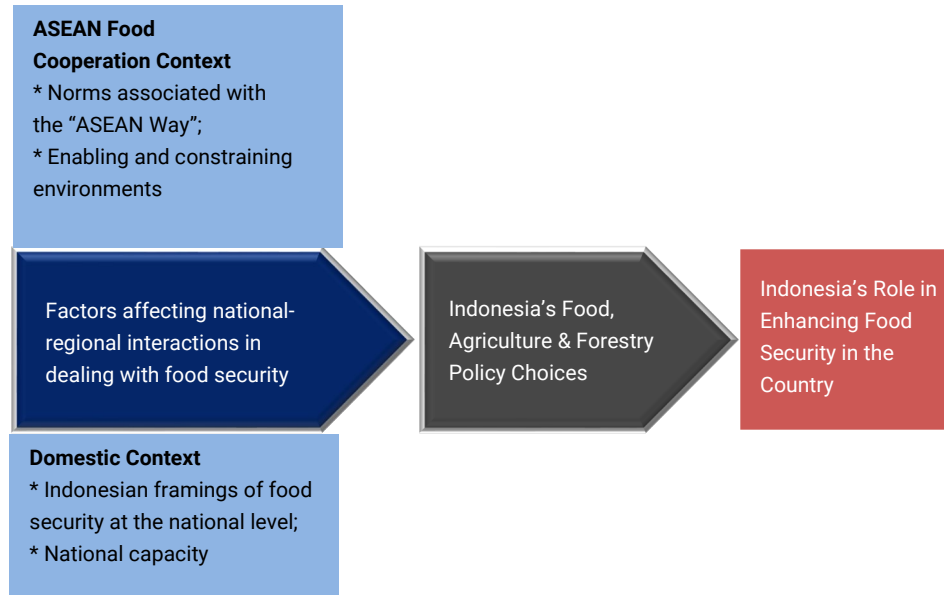 ASEAN Food
Cooperation Context
* Norms associated with
the “ASEAN Way”;
* Enabling and constraining
environments
Factors affecting national-
regional interactions in
dealing with food security
Indonesia’s Food,
Agriculture & Forestry
Policy Choices
Indonesia’s Role in
Enhancing Food
Security in the
Country
Domestic Context
* Indonesian framings of food
security at the national level;
* National capacity